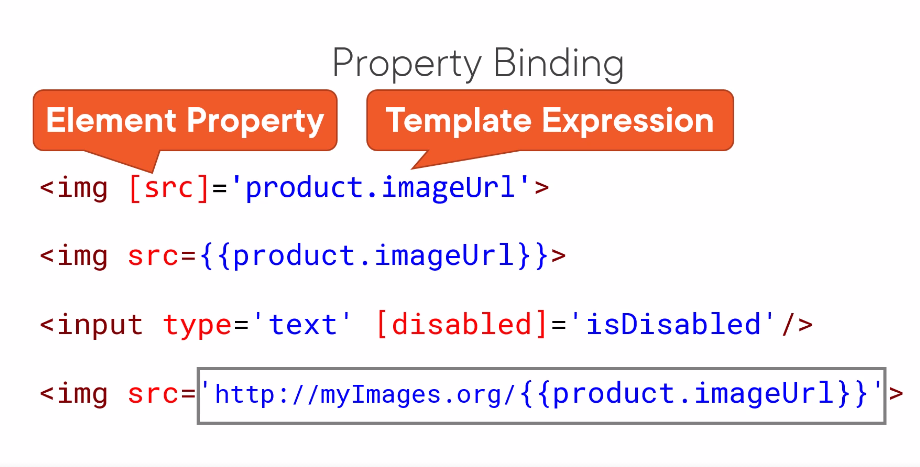 Property Binding
Element Property
Template Expression
<img [src]='product.imageUrl'>
<img src={{product.imageUrl}}>
<input type='text' [disabled]='isDisabled'/>
<img src='http://myImages.org/{{product.imageUrl}}'>